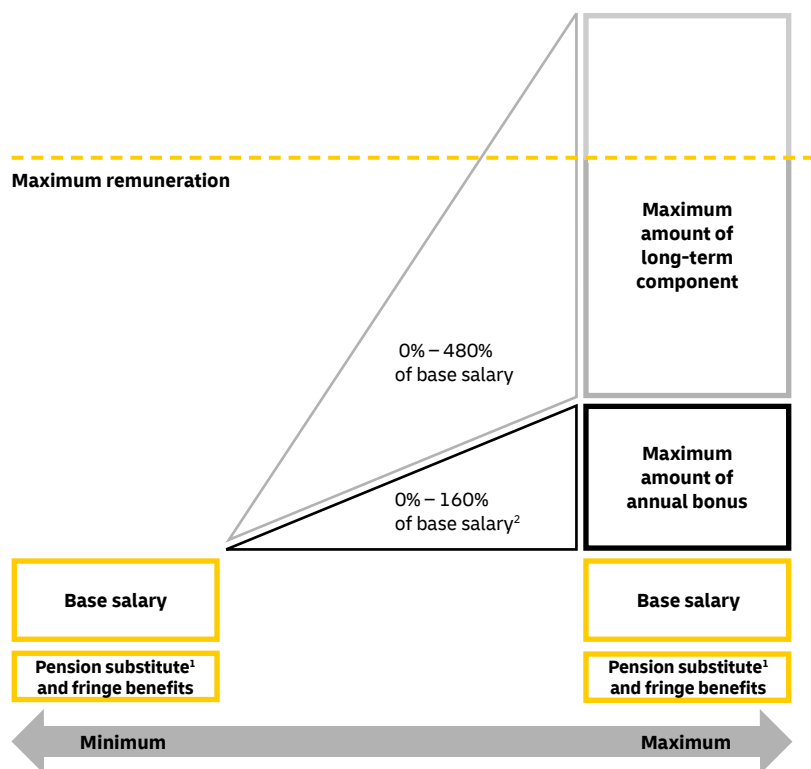 Maximum remuneration
Maximum
amount of
long-term
component
0% – 480%
of base salary
Maximum
amount of
annual bonus
0% – 160%
of base salary²
Base salary
Base salary
Pension substitute¹
and fringe benefits
Pension substitute¹
and fringe benefits
Minimum
Maximum